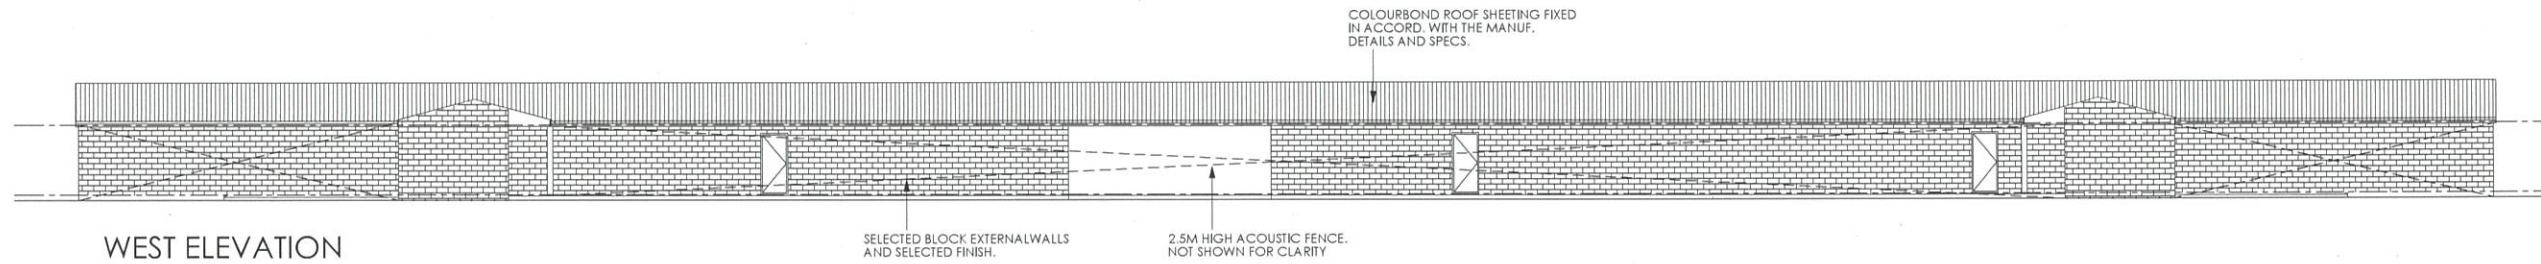 COLOURBOND ROOF SHEETING FIXED
IN ACCORD. WITH THE MANUF.
DETAILS AND SPECS.
SELECTED BLOCK EXTERNALWALLS
AND SELECTED FINISH.
2.5M HIGH ACOUSTIC FENCE.
NOT SHOWN FOR CLARITY
WEST ELEVATION